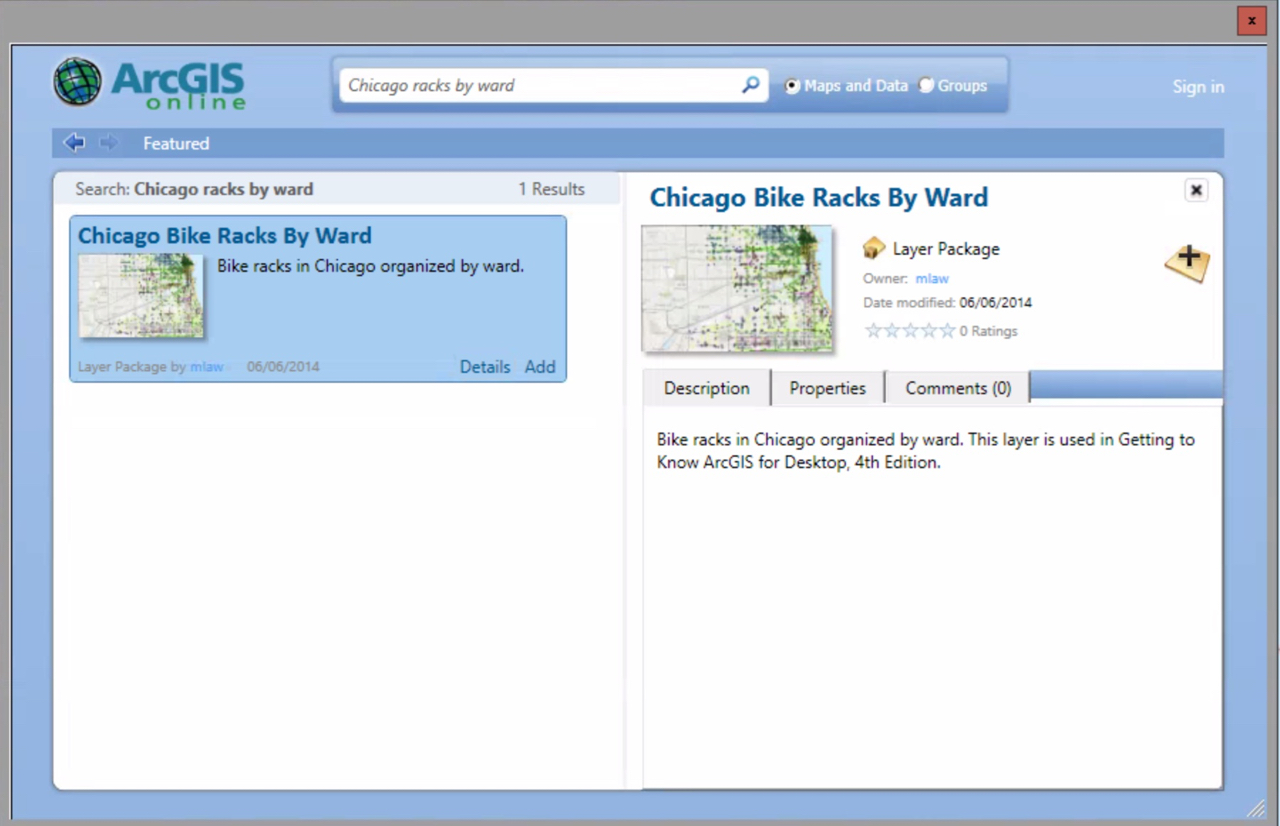 x
ArcGIS
online
Chicago racks by ward
Maps and Data
Groups
Sign in
Featured
Search: Chicago racks by ward
1 Results
Chicago Bike Racks By Ward
Bike racks in Chicago organized by ward.
Layer Package by mlaw
06/06/2014
Details
Add
Chicago Bike Racks By Ward
Layer Package
Owner: mlaw
Date modified: 06/06/2014
0 Ratings
Description
Properties
Comments (0)
Bike racks in Chicago organized by ward. This layer is used in Getting to
Know ArcGIS for Desktop, 4th Edition.